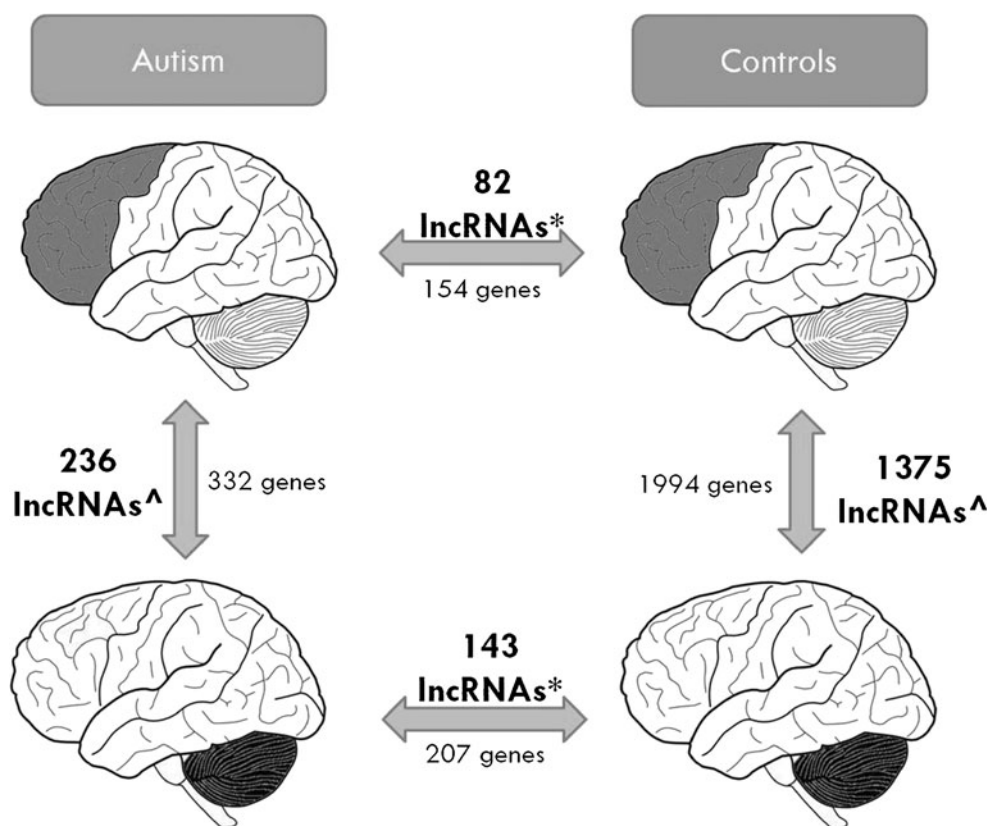 Autism
Controls
82
lncRNAs*
154 genes
236
lncRNAs^
332 genes
1994 genes
1375
lncRNAs^
143
lncRNAs*
207 genes